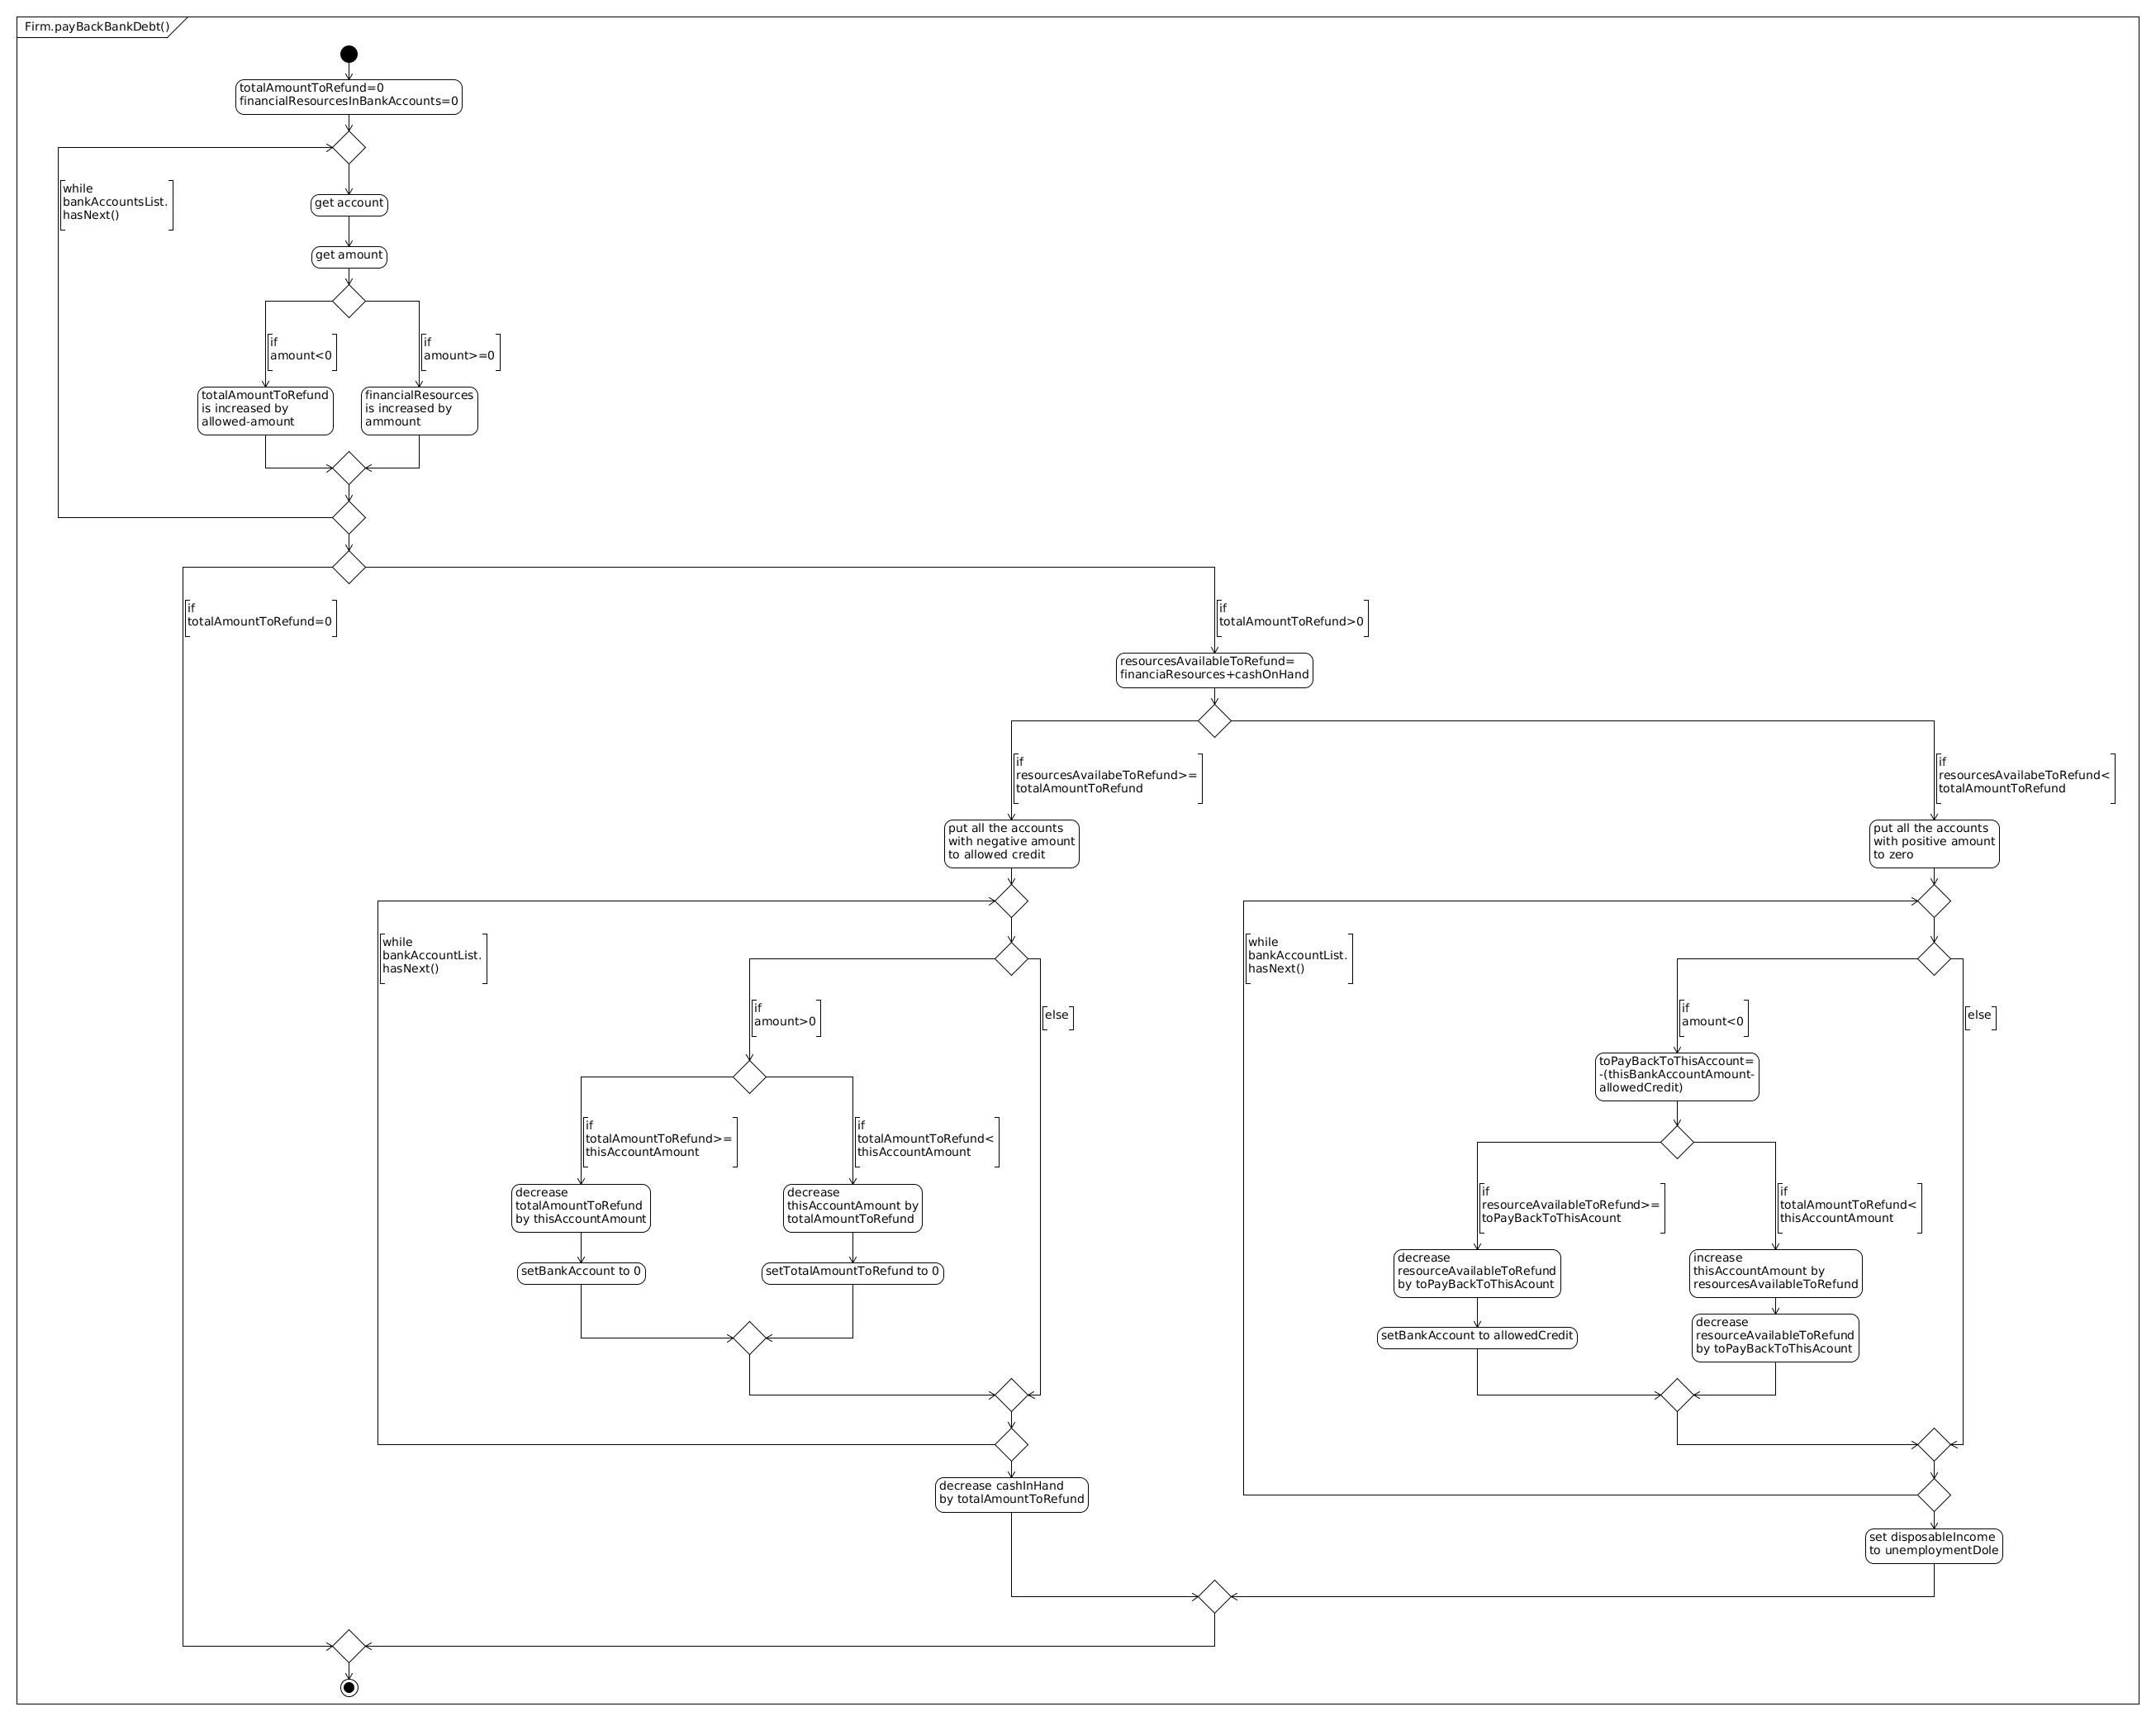 Firm.payBackBankDebt()
totalAmountToRefund=0
financialResourcesInBankAccounts=0
while
bankAccountsList.
hasNext()
get account
get amount
if
amount<0
if
amount>=0
totalAmountToRefund
is increased by
allowed-amount
financialResources
is increased by
ammount
if
totalAmountToRefund=0
if
totalAmountToRefund>0
resourcesAvailableToRefund=
financiaResources+cashOnHand
if
resourcesAvailabeToRefund>=
totalAmountToRefund
if
resourcesAvailabeToRefund<
totalAmountToRefund
put all the accounts
with negative amount
to allowed credit
put all the accounts
with positive amount
to zero
while
bankAccountList.
hasNext()
if
amount>0
else
if
totalAmountToRefund>=
thisAccountAmount
if
totalAmountToRefund<
thisAccountAmount
decrease
totalAmountToRefund
by thisAccountAmount
decrease
thisAccountAmount by
totalAmountToRefund
setBankAccount to 0
setTotalAmountToRefund to 0
decrease cashInHand
by totalAmountToRefund
while
bankAccountList.
hasNext()
if
amount<0
else
toPayBackToThisAccount=
-(thisBankAccountAmount-
allowedCredit)
if
resourceAvailableToRefund>=
toPayBackToThisAcount
if
totalAmountToRefund<
thisAccountAmount
decrease
resourceAvailableToRefund
by toPayBackToThisAcount
increase
thisAccountAmount by
resourcesAvailableToRefund
setBankAccount to allowedCredit
decrease
resourceAvailableToRefund
by toPayBackToThisAcount
set disposableIncome
to unemploymentDole